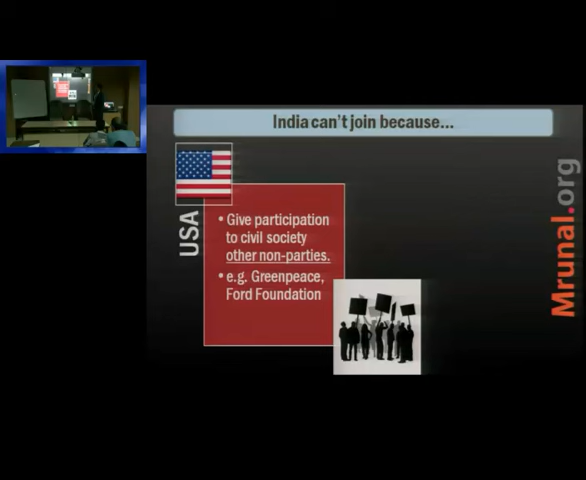 India can't join because...
USA
• Give participation
to civil society
other non-parties.
• e.g. Greenpeace,
Ford Foundation
Mrunal.org